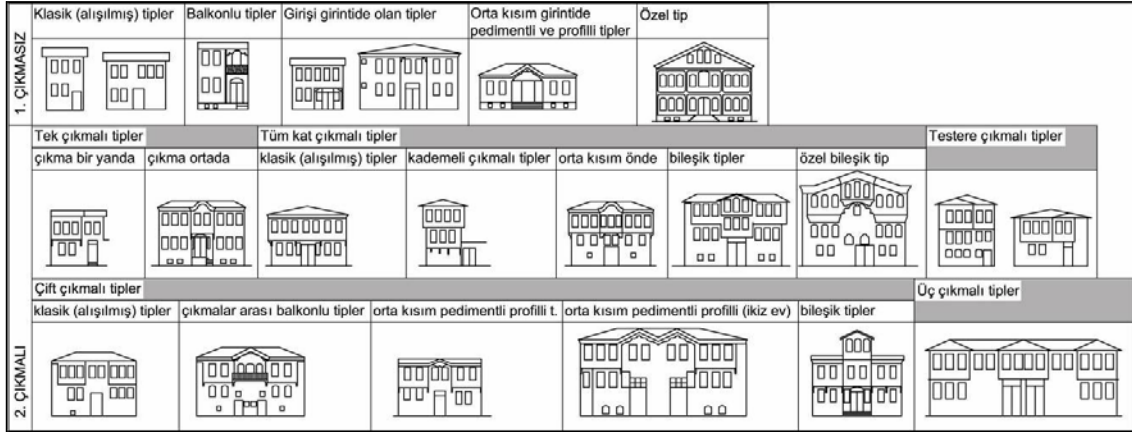 1. ÇIKMASIZ
Klasik (alışılmış) tipler
Balkonlu tipler
Girişi girintide olan tipler
Orta kısım girintide
pedimentli ve profilli tipler
Özel tip
2. ÇIKMALI
Tek çıkmalı tipler
Tüm kat çıkmalı tipler
Testere çıkmalı tipler
çıkma bir yanda
çıkma ortada
klasik (alışılmış) tipler
kademeli çıkmalı tipler
orta kısım önde
bileşik tipler
özel bileşik tip
Çift çıkmalı tipler
Üç çıkmalı tipler
klasik (alışılmış) tipler
çıkmalar arası balkonlu tipler
orta kısım pedimentli profilli t.
orta kısım pedimentli profilli (ikiz ev)
bileşik tipler